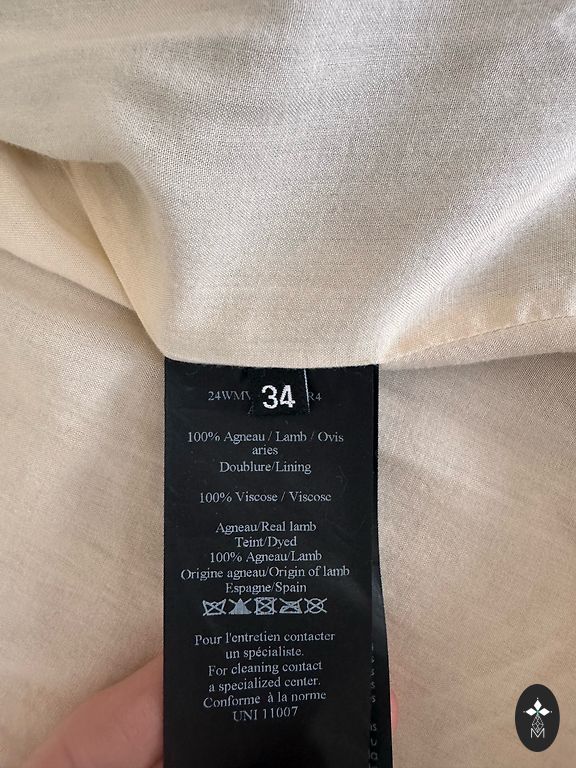 34
24WMV R4
100% Agneau / Lamb / Ovis
aries
Doublure/Lining
100% Viscose / Viscose
Agneau/Real lamb
Teint/Dyed
100% Agneau/Lamb
Origine agneau/Origin of lamb
Espagne/Spain
Pour l'entretien contacter
un spécialiste.
For cleaning contact
a specialized center.
Conforme à la norme
UNI 11007
M